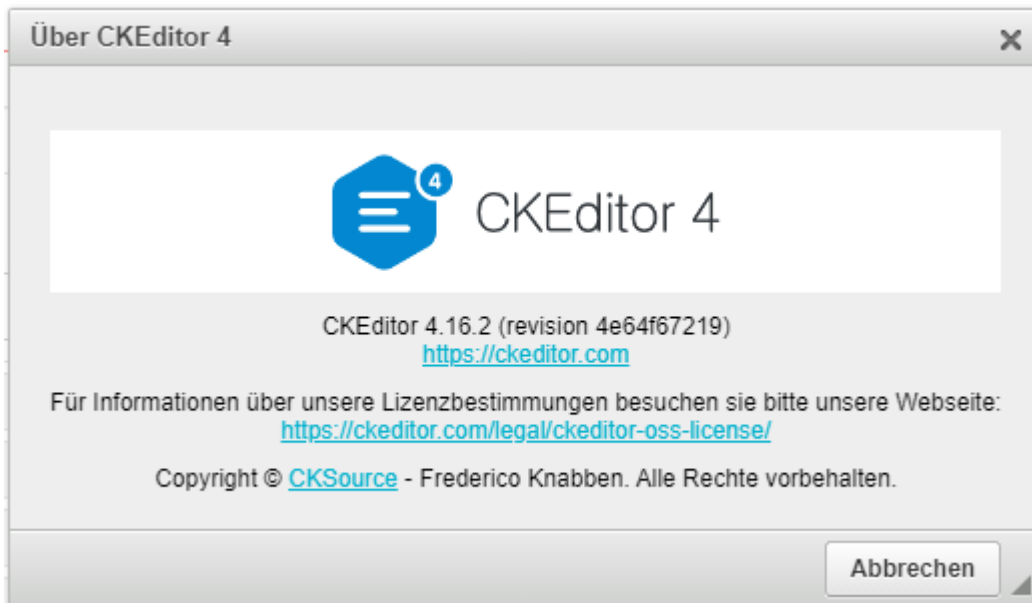 Über CKEditor 4
4
CKEditor 4
CKEditor 4.16.2 (revision 4e64f67219)
https://ckeditor.com
Für Informationen über unsere Lizenzbestimmungen besuchen sie bitte unsere Webseite:
https://ckeditor.com/legal/ckeditor-oss-license/
Copyright © CKSource - Frederico Knabben. Alle Rechte vorbehalten.
Abbrechen